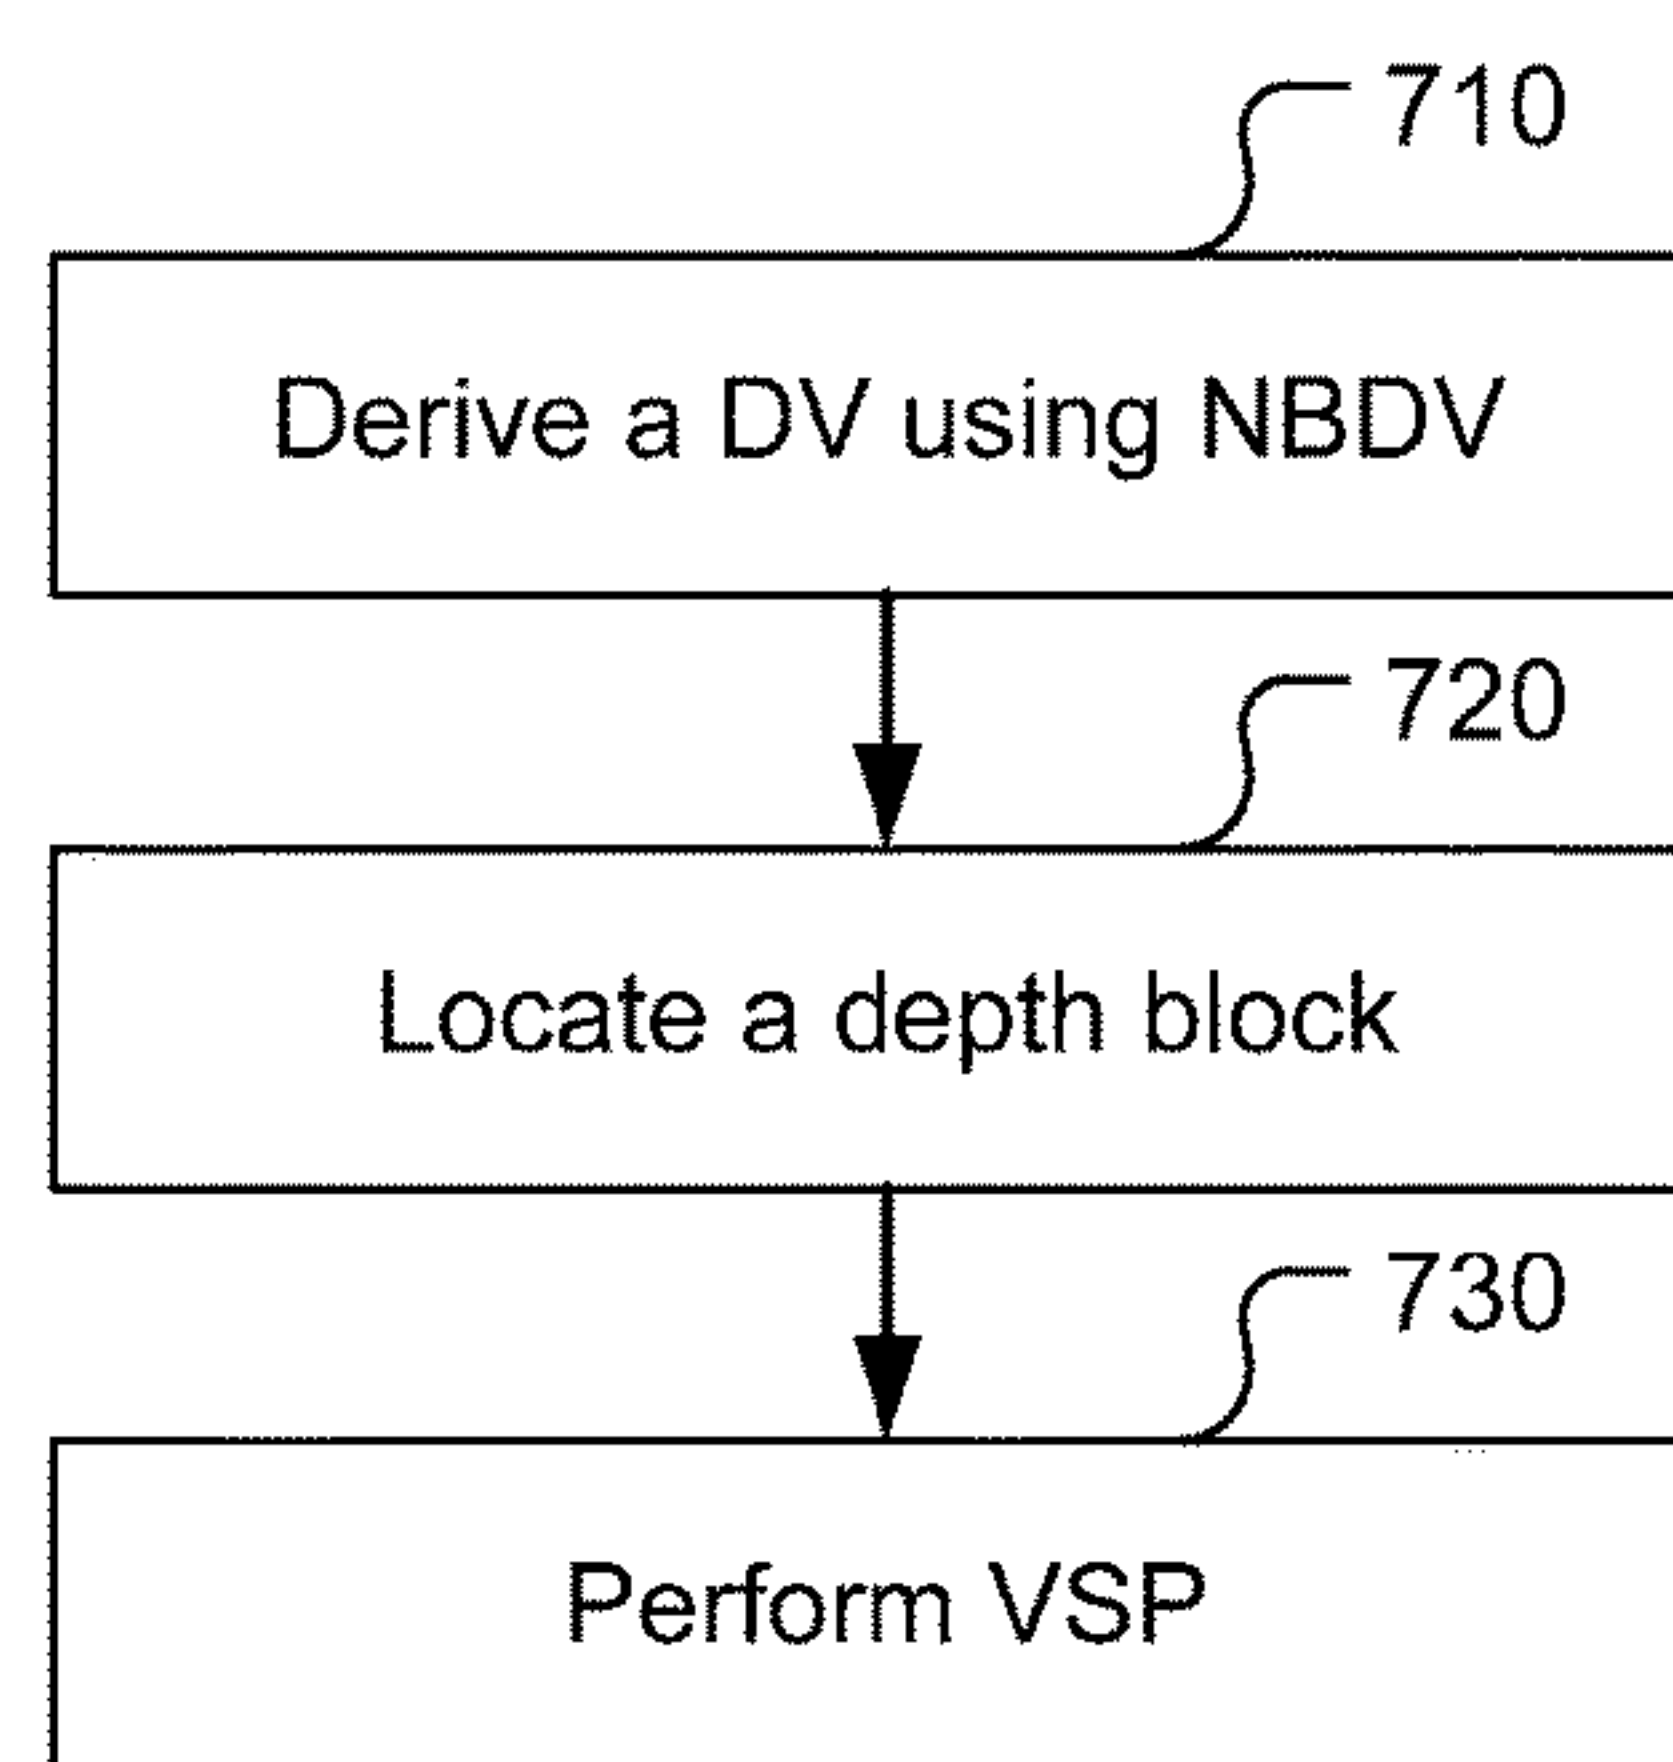 710
Derive a DV using NBDV
720
Locate a depth block
730
Perform VSP